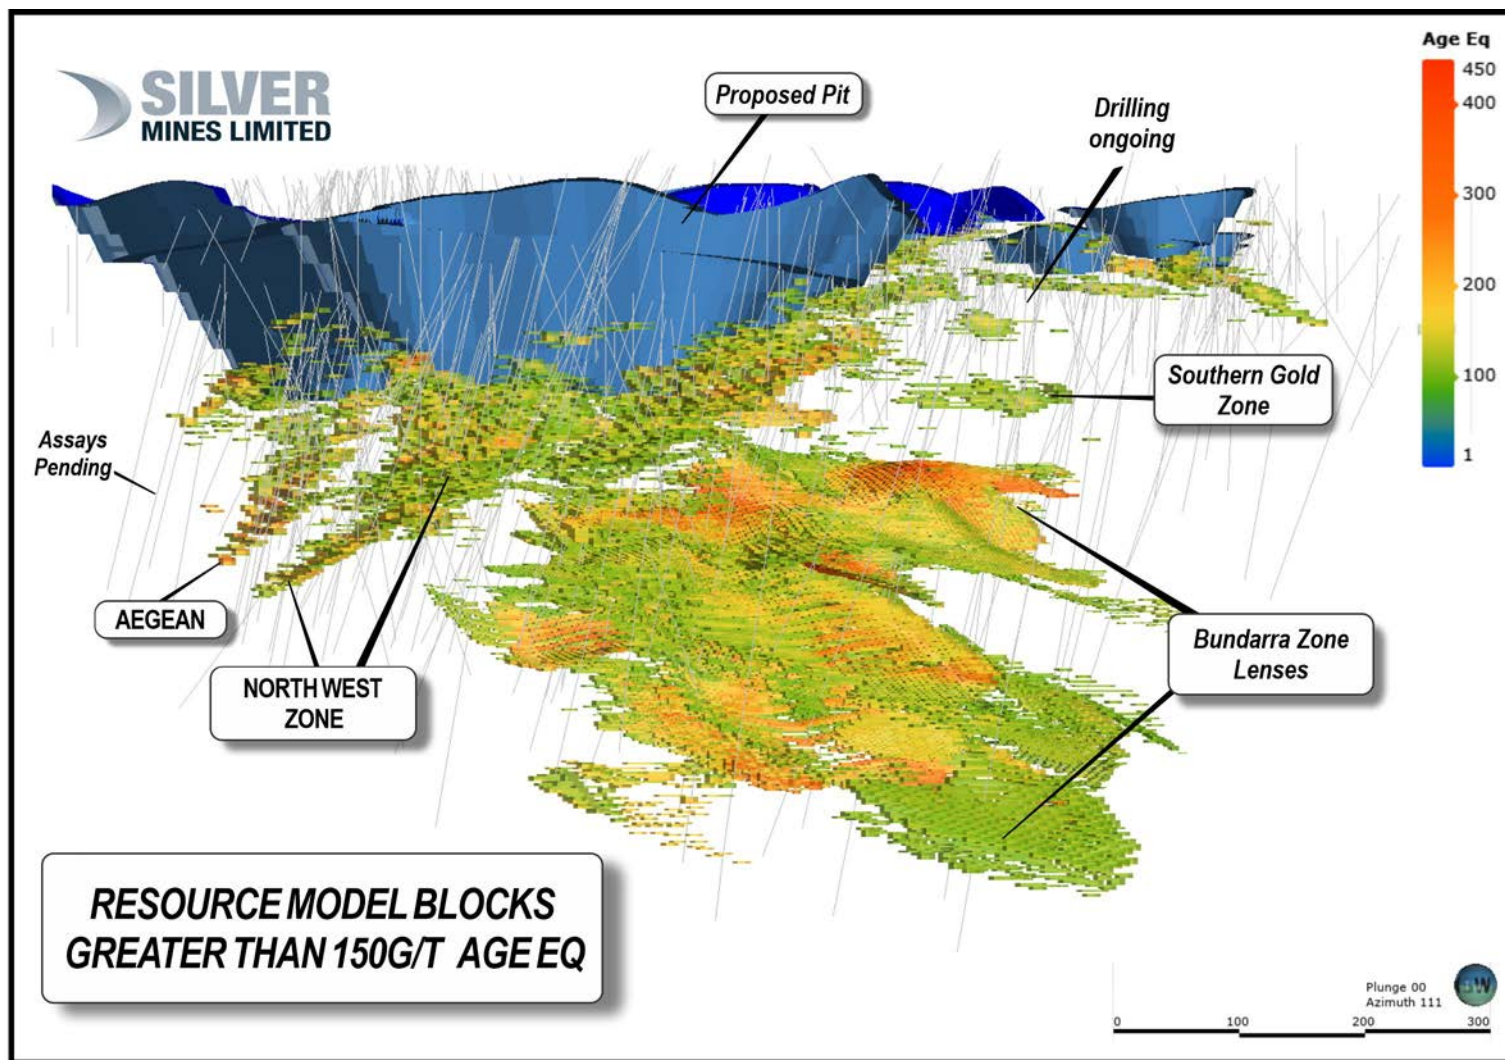 SILVER
MINES LIMITED
Proposed Pit
Drilling
ongoing
Age Eq
450
400
300
200
100
1
Southern Gold
Zone
Assays
Pending
AEGEAN
NORTH WEST
ZONE
Bundarra Zone
Lenses
RESOURCE MODEL BLOCKS
GREATER THAN 150G/T AGE EQ
Plunge 00
Azimuth 111
SW
0 100 200 300